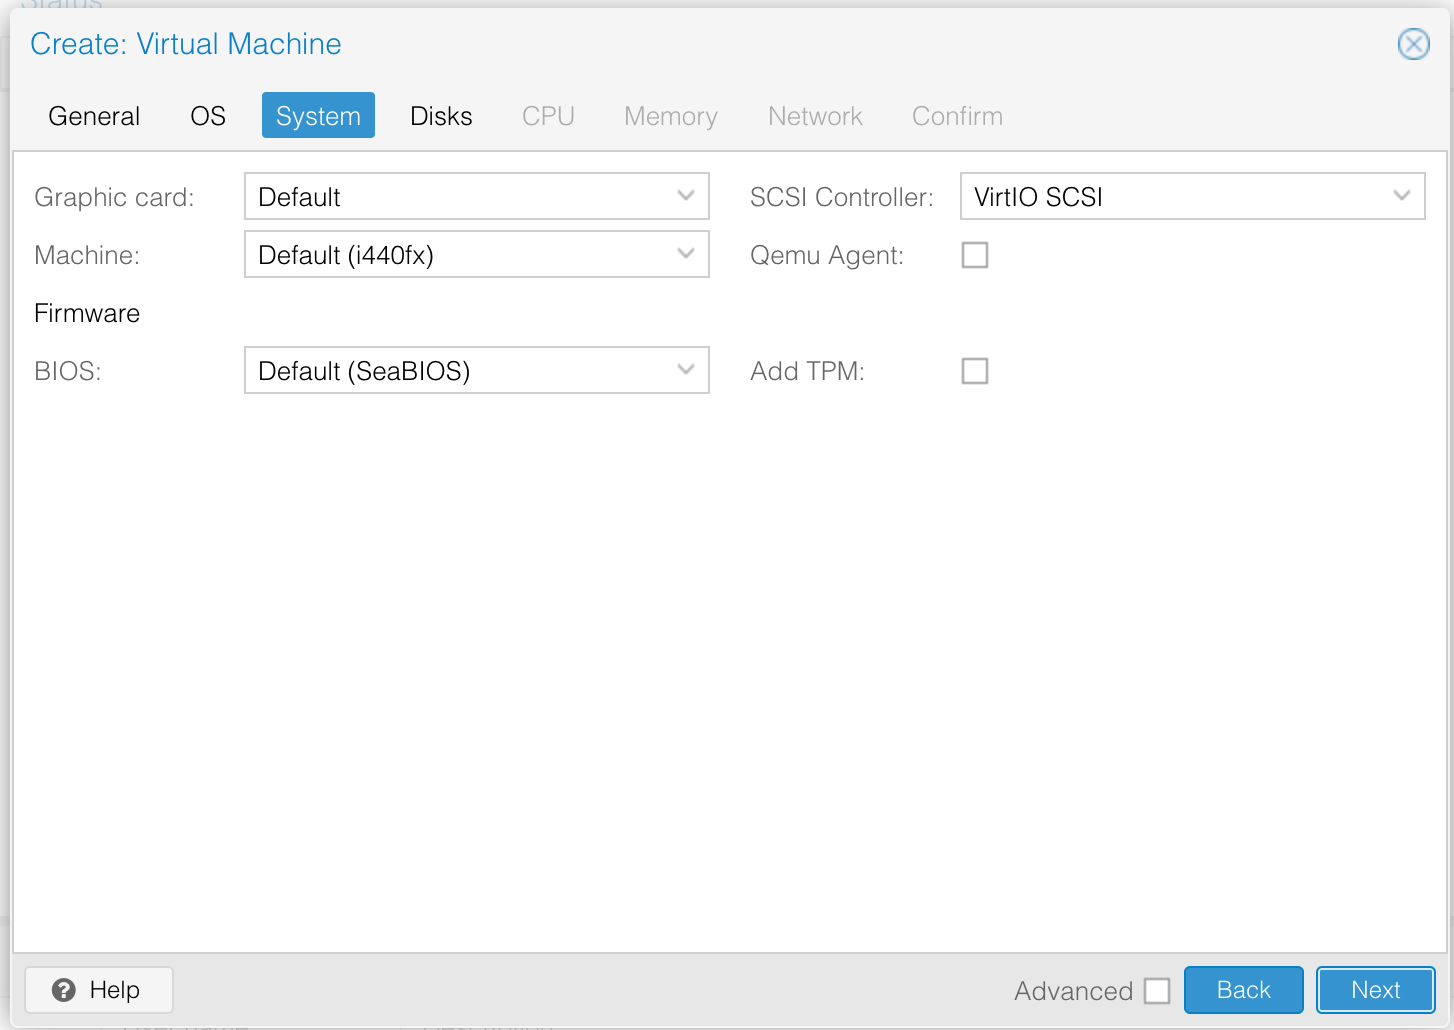 Create: Virtual Machine
General OS System Disks CPU Memory Network Confirm
Graphic card: Default SCSI Controller: VirtIO SCSI
Machine: Default (i440fx) Qemu Agent:
Firmware
BIOS: Default (SeaBIOS) Add TPM:
? Help Advanced Back Next